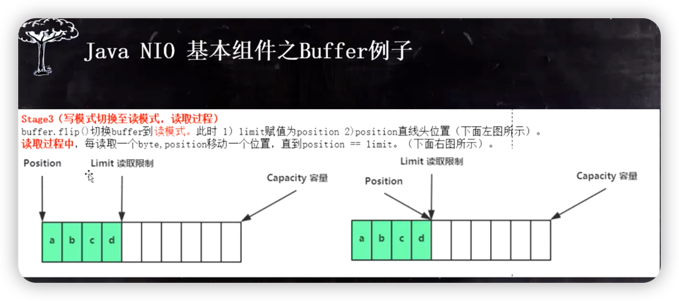 Java NIO 基本组件之Buffer例子
Stage3（写模式切换至读模式，读取过程）
buffer.flip()切换buffer到读模式。此时 1）limit赋值为position 2)position直线头位置（下面左图所示）。
读取过程中，每读取一个byte,position移动一个位置，直到position == limit。（下面右图所示）。
Position
Limit 读取限制
Capacity 容量
a b c d
Limit 读取限制
Position
Capacity 容量
a b c d